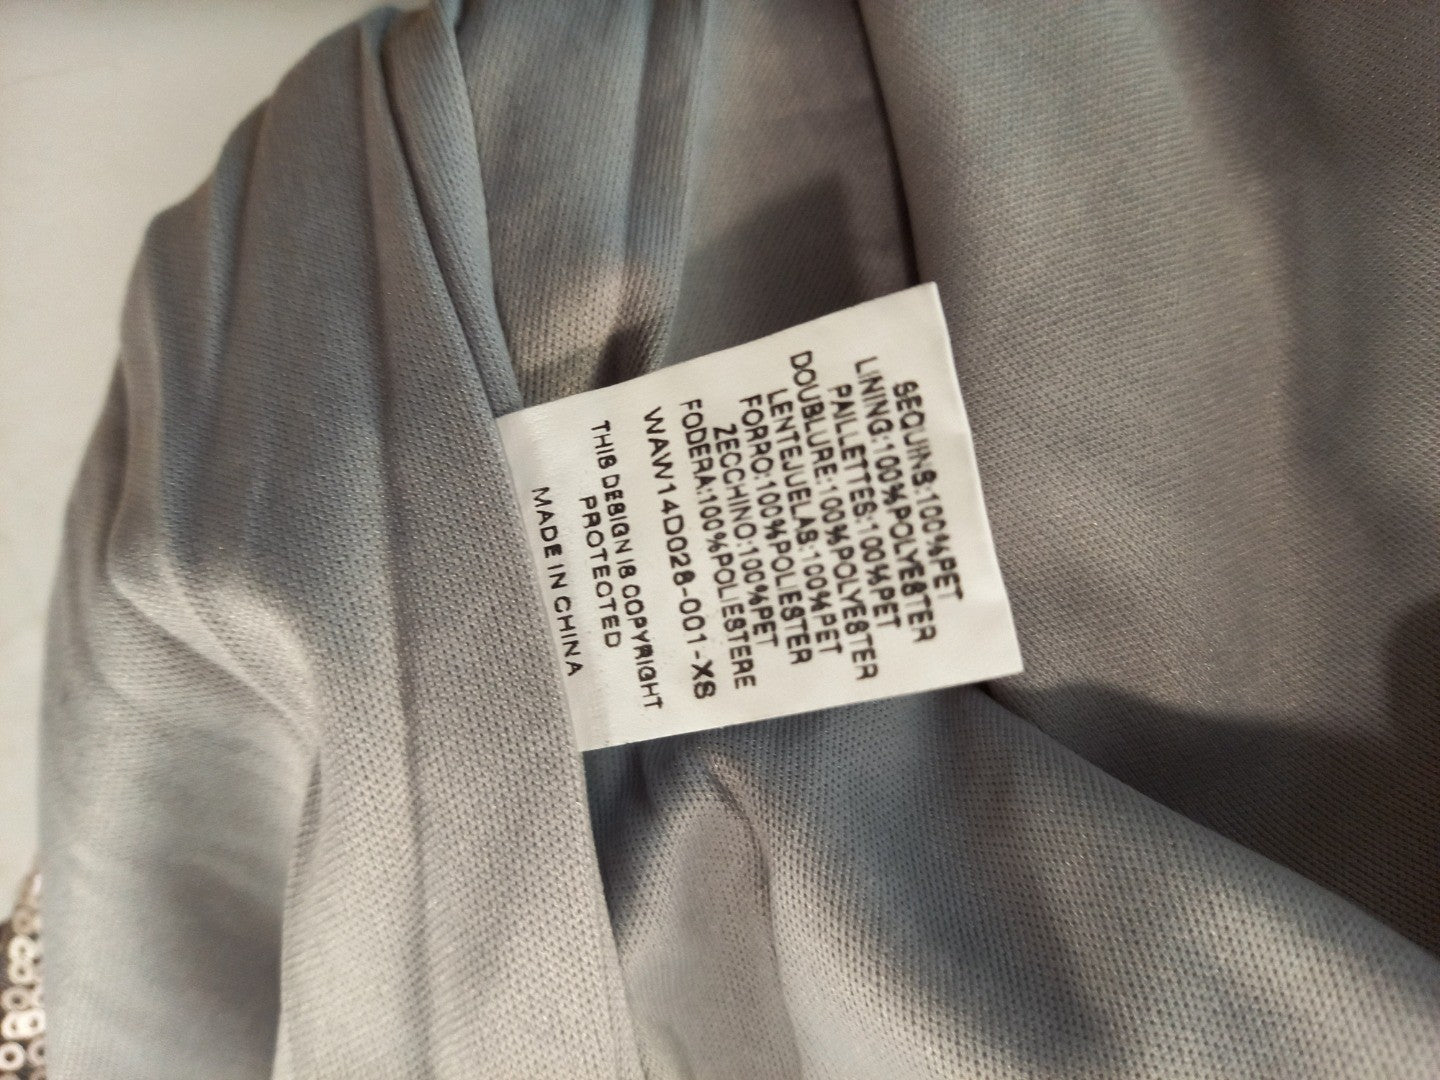 SEQUINS:100%PET
LINING:100%POLYESTER
PAILLETTES:100%PET
DOUBLURE:100%POLYESTER
LENTEJUELAS:100%PET
FORRO:100%POLIESTER
ZECCHINO:100%PET
FODERA:100%POLIESTERE
WAW14D028-001-XS
THIS DESIGN IS COPYRIGHT
PROTECTED
MADE IN CHINA